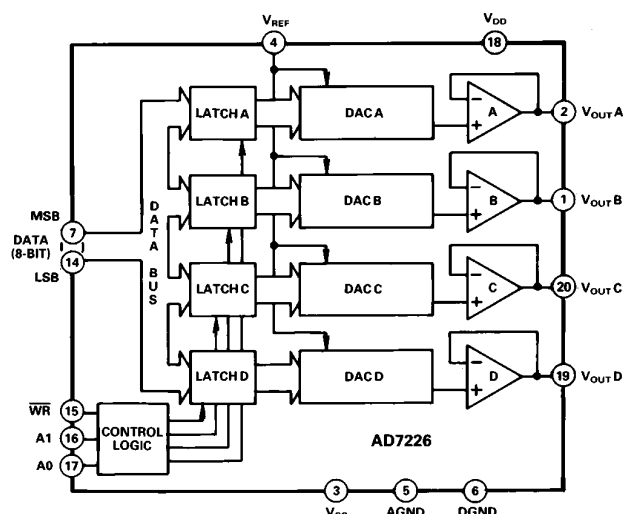 VREF
VDD
4
18
LATCH A
DAC A
A
−
+
2
VOUT A
LATCH B
DAC B
B
−
+
1
VOUT B
MSB
7
DATA
(8-BIT)
14
LSB
DATA BUS
LATCH C
DAC C
C
−
+
20
VOUT C
LATCH D
DAC D
D
−
+
19
VOUT D
WR
15
A1
16
A0
17
CONTROL
LOGIC
AD7226
3
5
6
AGND
DGND